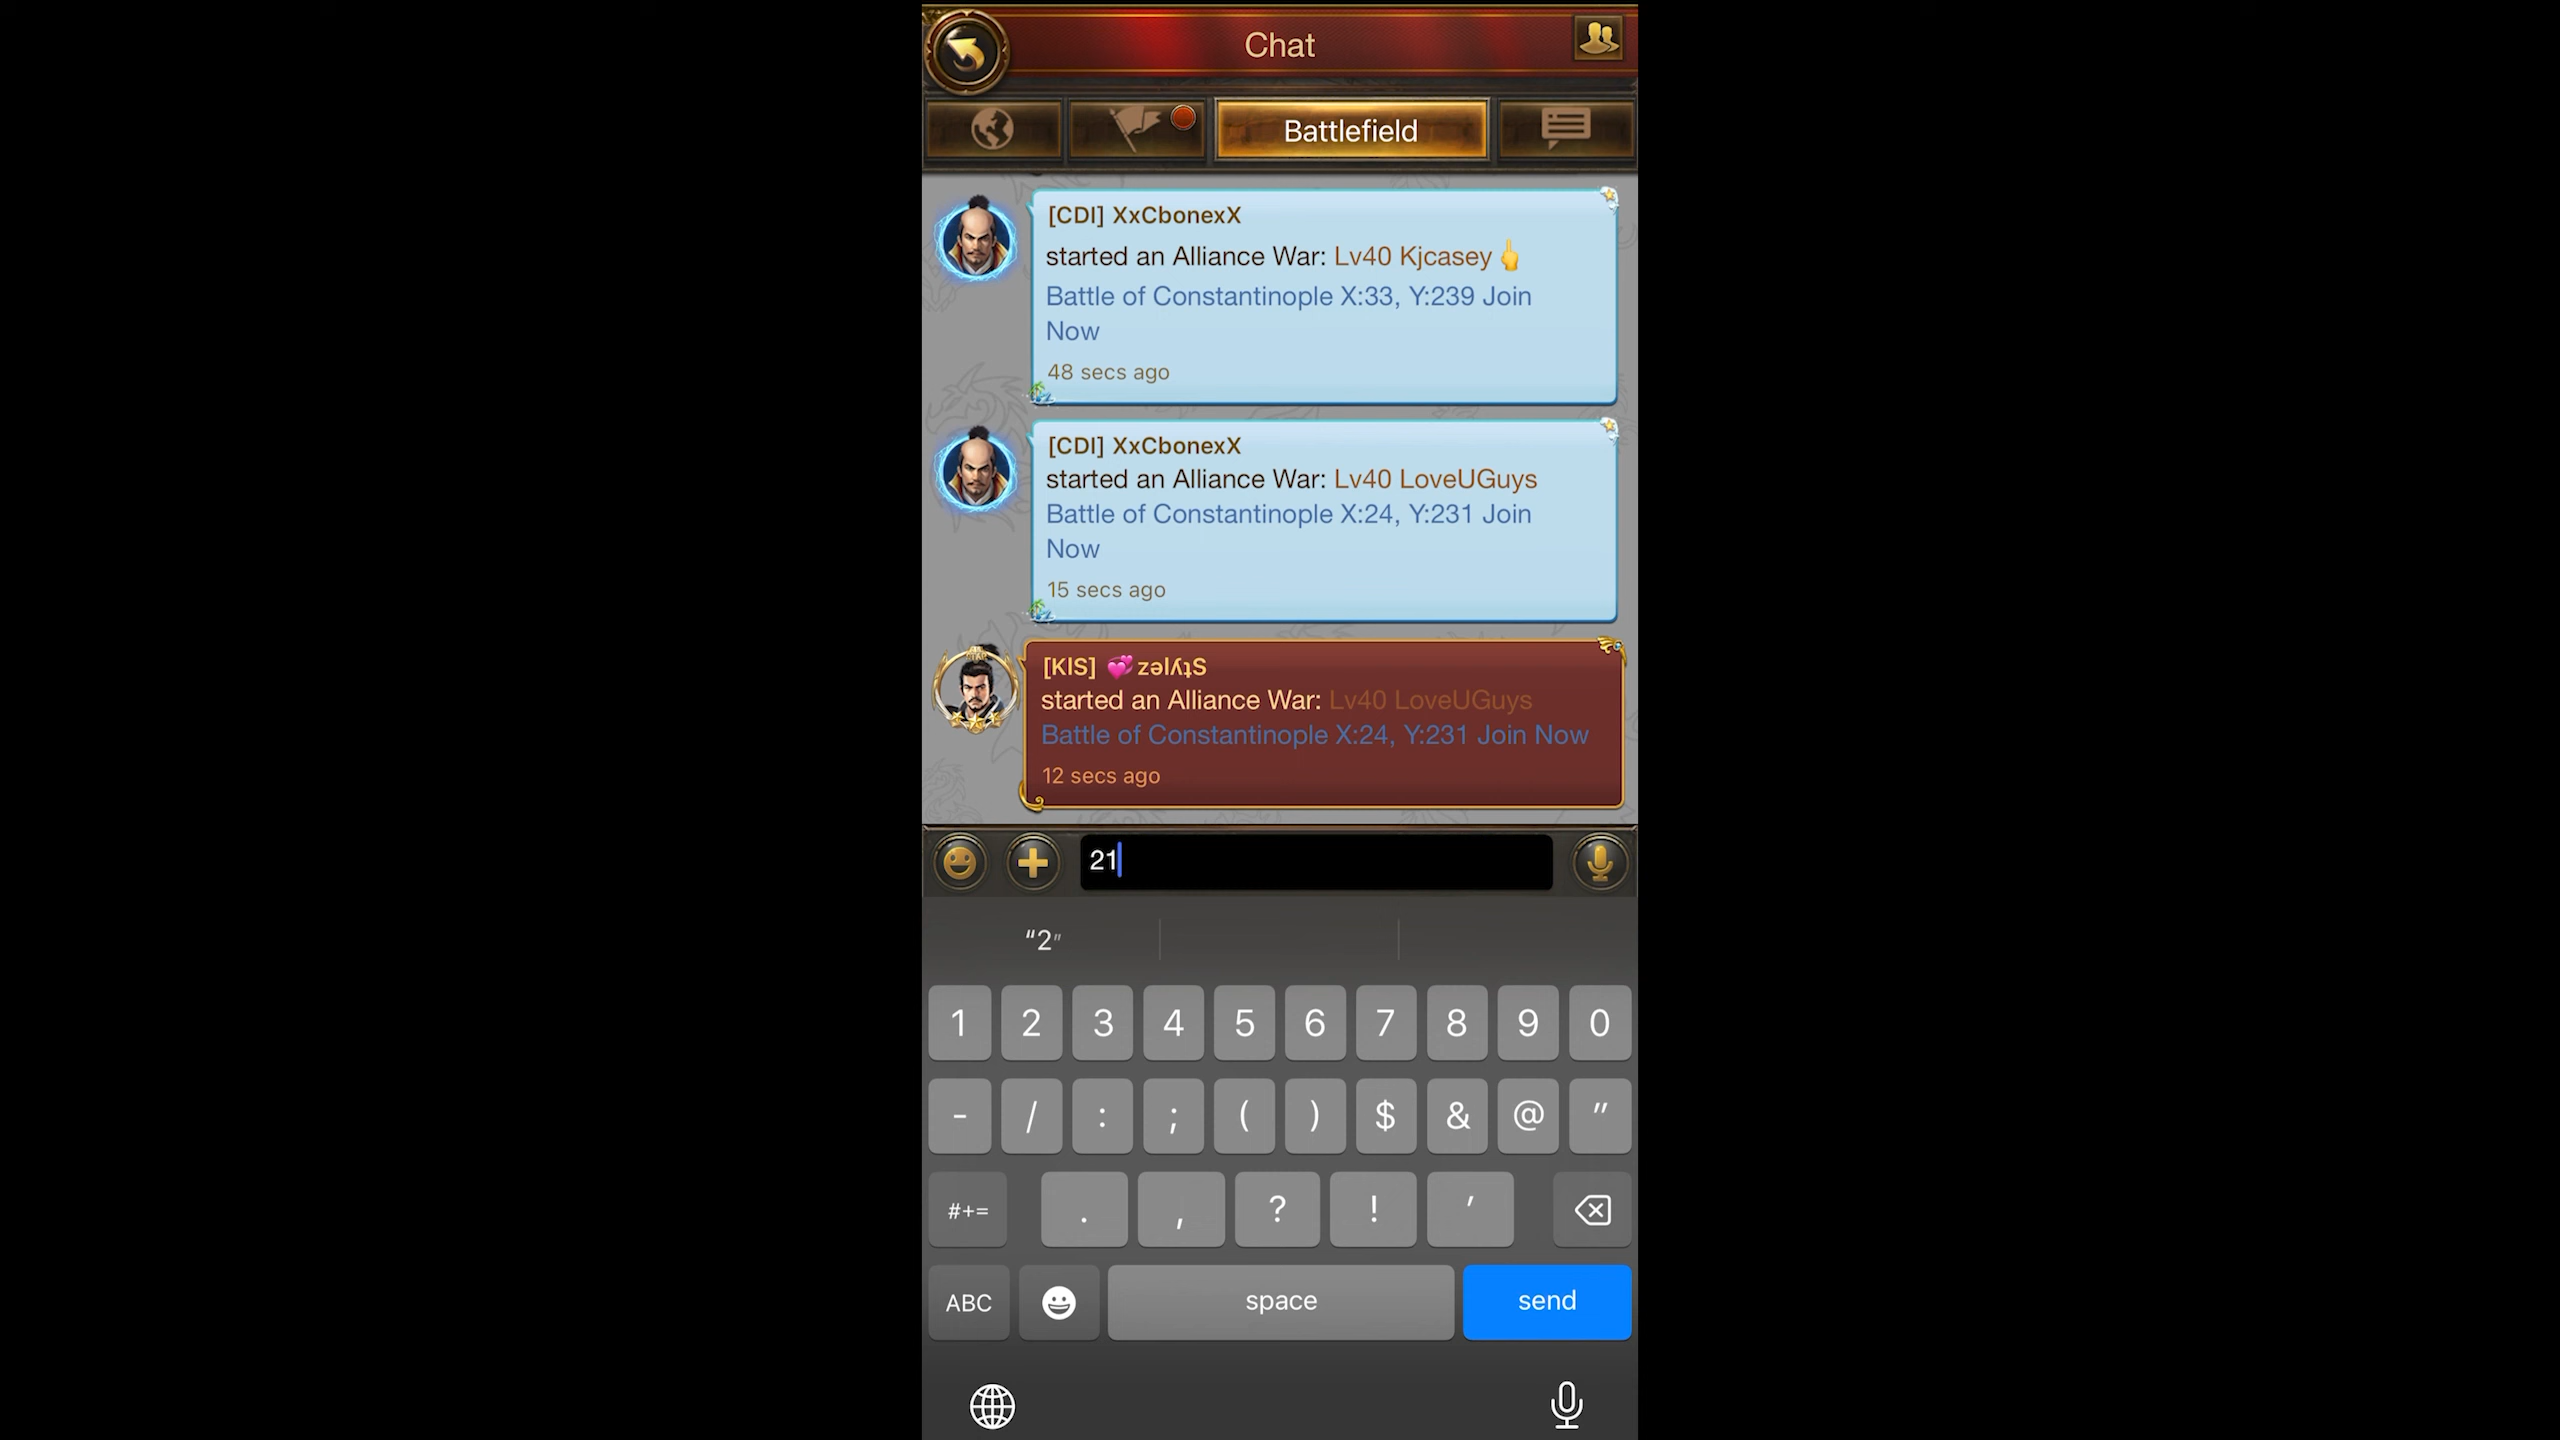 Chat
Battlefield
[CDI] XxCbonexX
started an Alliance War: Lv40 Kjcasey🖕
Battle of Constantinople X:33, Y:239 Join
Now
48 secs ago
[CDI] XxCbonexX
started an Alliance War: Lv40 LoveUGuys
Battle of Constantinople X:24, Y:231 Join
Now
15 secs ago
[KIS] 💞zǝlʎʇS
started an Alliance War: Lv40 LoveUGuys
Battle of Constantinople X:24, Y:231 Join Now
12 secs ago
21
“2”
1 2 3 4 5 6 7 8 9 0
- / : ; ( ) $ & @ "
#+= . , ? ! '
ABC space send